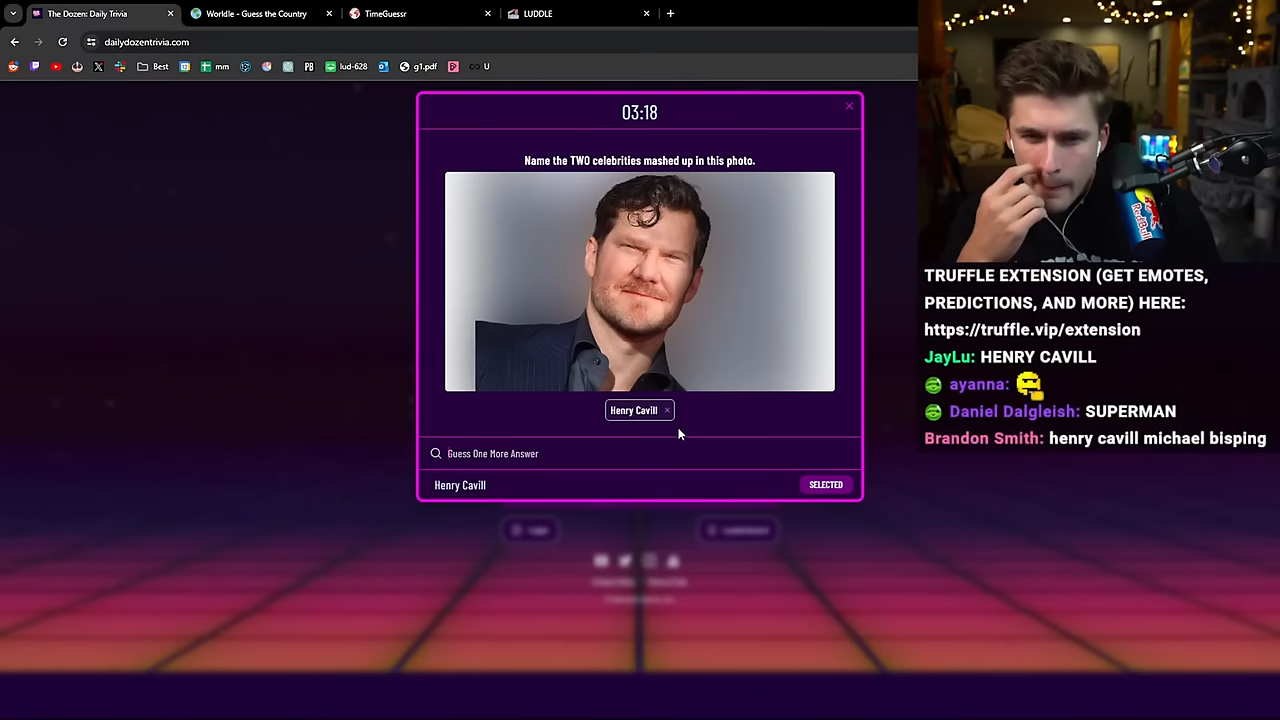 The Dozen: Daily Trivia
Worldle - Guess the Country
TimeGuessr
LUDDLE
dailydozentrivia.com
Best
mm
PB
lud-628
g1.pdf
U
03:18
Name the TWO celebrities mashed up in this photo.
Henry Cavill
Guess One More Answer
Henry Cavill
SELECTED
Red Bull
TRUFFLE EXTENSION (GET EMOTES,
PREDICTIONS, AND MORE) HERE:
https://truffle.vip/extension
JayLu: HENRY CAVILL
ayanna:
Daniel Dalgleish: SUPERMAN
Brandon Smith: henry cavill michael bisping